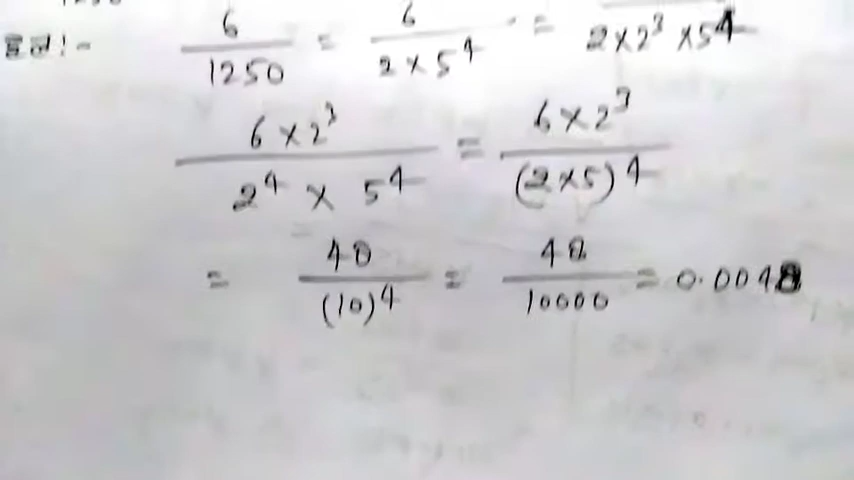 हल:- 6/1250 = 6/(2×5⁴) = /(2×2³×5⁴)
6×2³/(2⁴ × 5⁴) = 6×2³/(2×5)⁴
= 48/(10)⁴ = 48/10000 = 0.0048